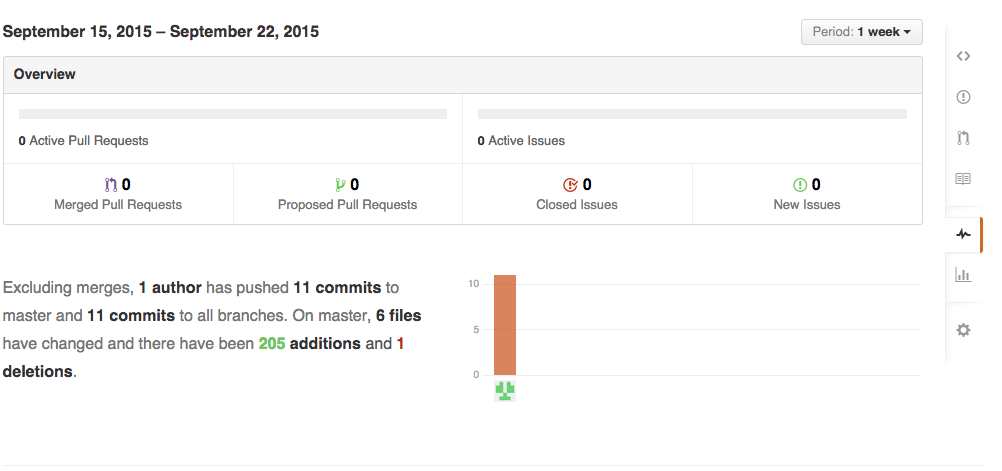 September 15, 2015 – September 22, 2015
Period: 1 week
Overview
0 Active Pull Requests
0 Active Issues
0
Merged Pull Requests
0
Proposed Pull Requests
0
Closed Issues
0
New Issues
Excluding merges, 1 author has pushed 11 commits to
master and 11 commits to all branches. On master, 6 files
have changed and there have been 205 additions and 1
deletions.
10
5
0